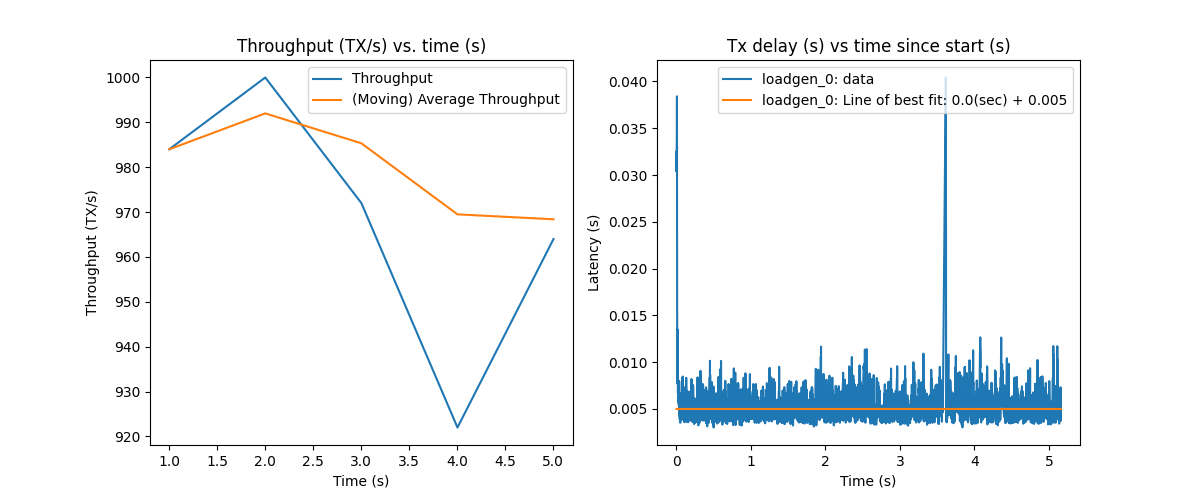 Throughput (TX/s) vs. time (s)
Throughput
(Moving) Average Throughput
1000
990
980
970
960
950
940
930
920
Throughput (TX/s)
1.0 1.5 2.0 2.5 3.0 3.5 4.0 4.5 5.0
Time (s)
Tx delay (s) vs time since start (s)
loadgen_0: data
loadgen_0: Line of best fit: 0.0(sec) + 0.005
0.040
0.035
0.030
0.025
0.020
0.015
0.010
0.005
Latency (s)
0 1 2 3 4 5
Time (s)